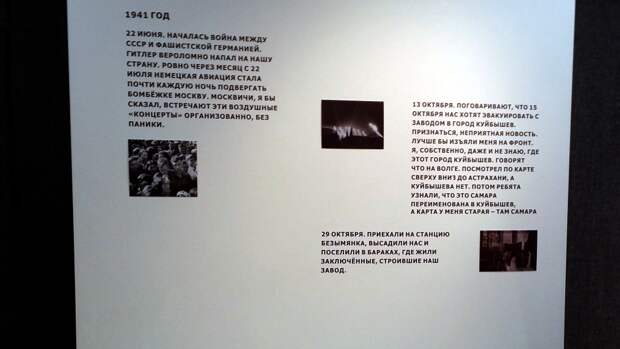 1941 ГОД
22 ИЮНЯ. НАЧАЛАСЬ ВОЙНА МЕЖДУ
СССР И ФАШИСТСКОЙ ГЕРМАНИЕЙ.
ГИТЛЕР ВЕРОЛОМНО НАПАЛ НА НАШУ
СТРАНУ. РОВНО ЧЕРЕЗ МЕСЯЦ С 22
ИЮЛЯ НЕМЕЦКАЯ АВИАЦИЯ СТАЛА
ПОЧТИ КАЖДУЮ НОЧЬ ПОДВЕРГАТЬ
БОМБЁЖКЕ МОСКВУ. МОСКВИЧИ, Я БЫ
СКАЗАЛ, ВСТРЕЧАЮТ ЭТИ ВОЗДУШНЫЕ
«КОНЦЕРТЫ» ОРГАНИЗОВАННО, БЕЗ
ПАНИКИ.
13 ОКТЯБРЯ. ПОГОВАРИВАЮТ, ЧТО 15
ОКТЯБРЯ НАС ХОТЯТ ЭВАКУИРОВАТЬ С
ЗАВОДОМ В ГОРОД КУЙБЫШЕВ.
ПРИЗНАТЬСЯ, НЕПРИЯТНАЯ НОВОСТЬ.
ЛУЧШЕ БЫ ИЗЪЯЛИ МЕНЯ НА ФРОНТ.
Я, СОБСТВЕННО, ДАЖЕ И НЕ ЗНАЮ, ГДЕ
ЭТОТ ГОРОД КУЙБЫШЕВ. ГОВОРЯТ
ЧТО НА ВОЛГЕ. ПОСМОТРЕЛ ПО КАРТЕ
СВЕРХУ ВНИЗ ДО АСТРАХАНИ, А
КУЙБЫШЕВА НЕТ. ПОТОМ РЕБЯТА
УЗНАЛИ, ЧТО ЭТО САМАРА
ПЕРЕИМЕНОВАНА В КУЙБЫШЕВ,
А КАРТА У МЕНЯ СТАРАЯ – ТАМ САМАРА
29 ОКТЯБРЯ. ПРИЕХАЛИ НА СТАНЦИЮ
БЕЗЫМЯНКА, ВЫСАДИЛИ НАС И
ПОСЕЛИЛИ В БАРАКАХ, ГДЕ ЖИЛИ
ЗАКЛЮЧЁННЫЕ, СТРОИВШИЕ НАШ
ЗАВОД.